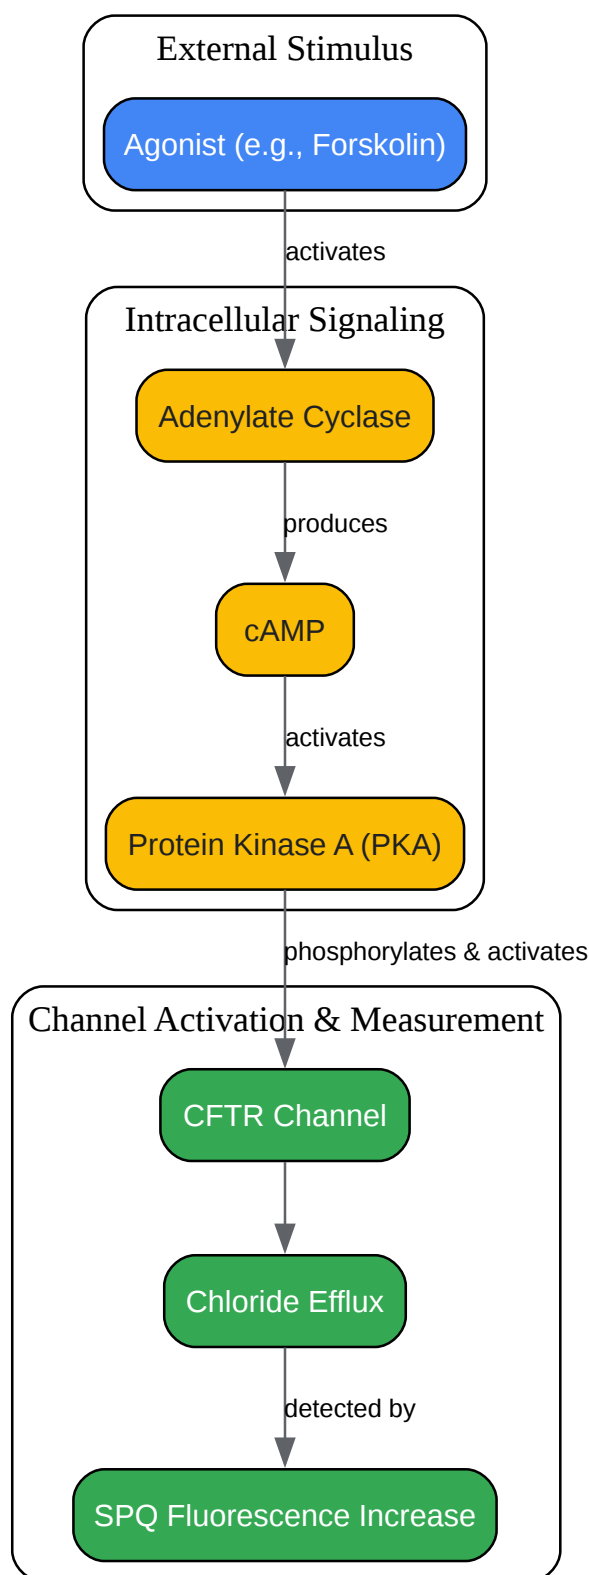 External Stimulus
Agonist (e.g., Forskolin)
activates
Intracellular Signaling
Adenylate Cyclase
produces
cAMP
activates
Protein Kinase A (PKA)
phosphorylates & activates
Channel Activation & Measurement
CFTR Channel
Chloride Efflux
detected by
SPQ Fluorescence Increase